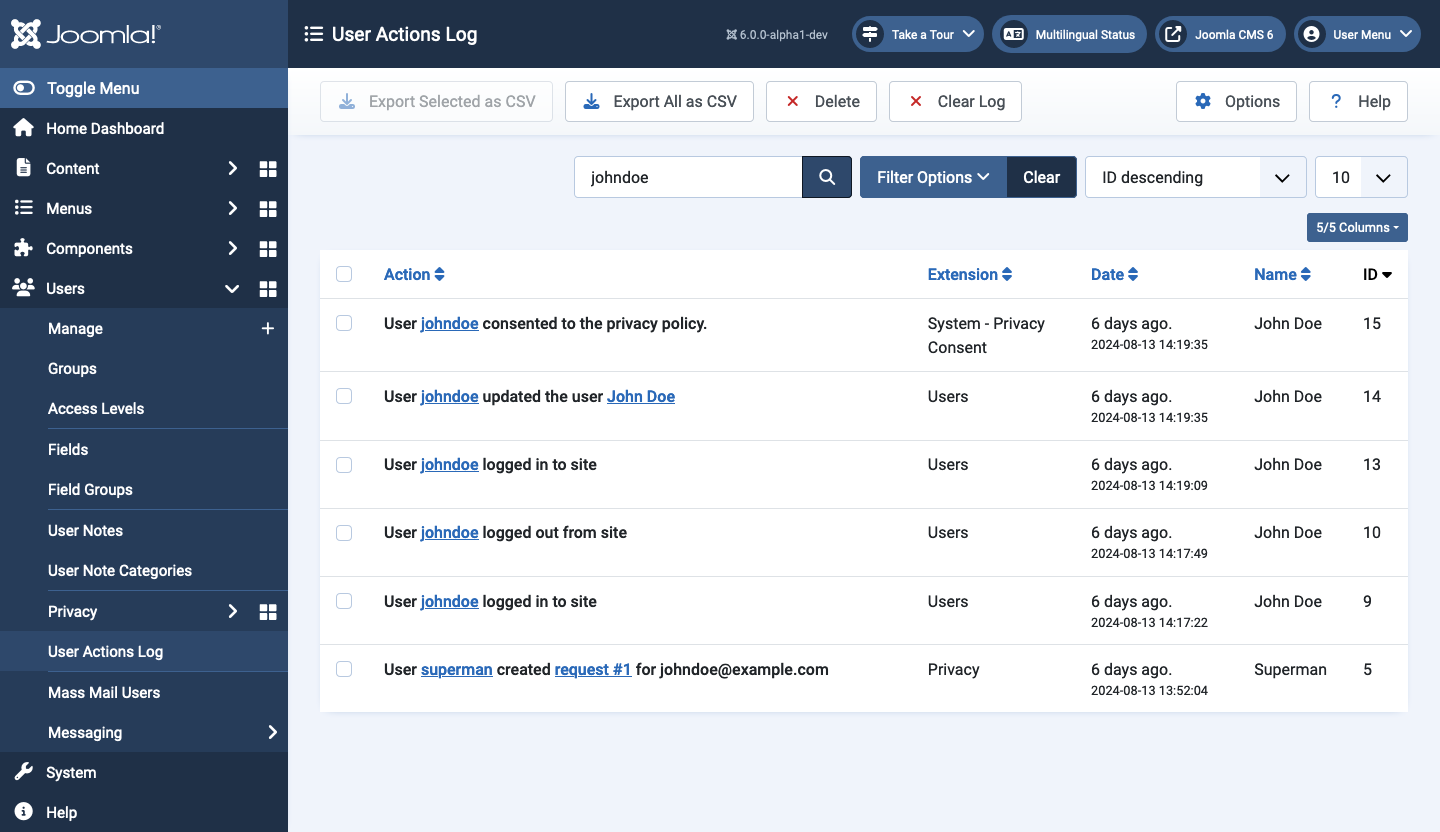 Joomla!®
User Actions Log
6.0.0-alpha1-dev
Take a Tour
Multilingual Status
Joomla CMS 6
User Menu
Toggle Menu
Home Dashboard
Content
Menus
Components
Users
Manage
Groups
Access Levels
Fields
Field Groups
User Notes
User Note Categories
Privacy
User Actions Log
Mass Mail Users
Messaging
System
Help
Export Selected as CSV
Export All as CSV
Delete
Clear Log
Options
? Help
johndoe
Filter Options
Clear
ID descending
10
5/5 Columns
Action Extension Date Name ID
User johndoe consented to the privacy policy. System - Privacy 6 days ago. John Doe 15
Consent 2024-08-13 14:19:35
User johndoe updated the user John Doe Users 6 days ago. John Doe 14
2024-08-13 14:19:35
User johndoe logged in to site Users 6 days ago. John Doe 13
2024-08-13 14:19:09
User johndoe logged out from site Users 6 days ago. John Doe 10
2024-08-13 14:17:49
User johndoe logged in to site Users 6 days ago. John Doe 9
2024-08-13 14:17:22
User superman created request #1 for johndoe@example.com Privacy 6 days ago. Superman 5
2024-08-13 13:52:04